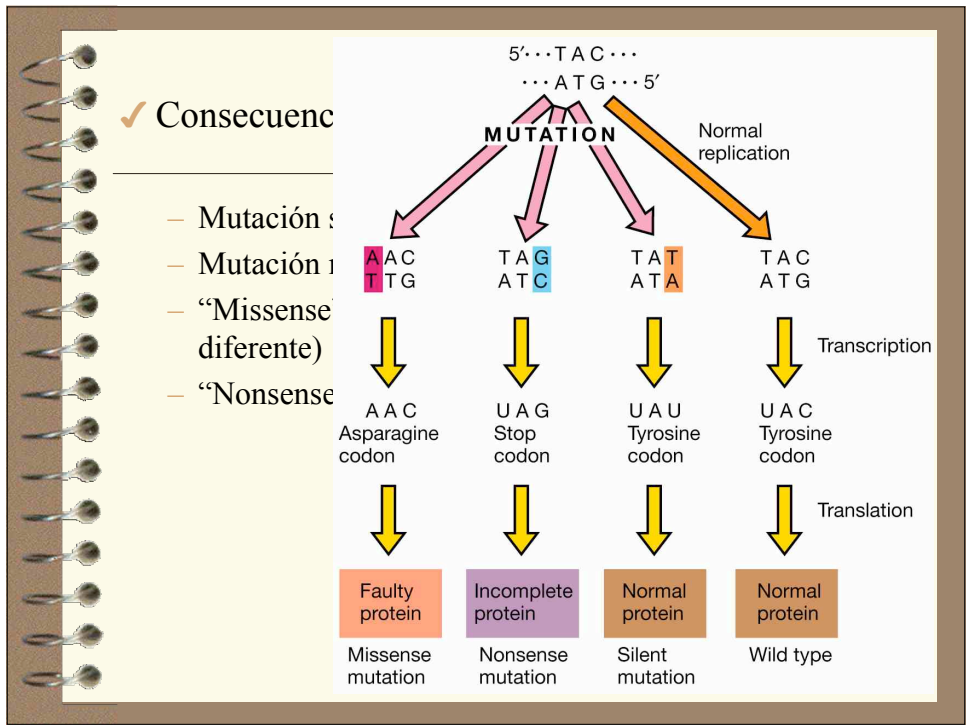 ✓ Consecuenc
– Mutación s
– Mutación
– “Missense”
diferente)
– “Nonsense
5′···T A C···
···A T G···5′
MUTATION
Normal
replication
A A C
T T G
T A G
A T C
T A T
A T A
T A C
A T G
Transcription
A A C
Asparagine
codon
U A G
Stop
codon
U A U
Tyrosine
codon
U A C
Tyrosine
codon
Translation
Faulty
protein
Incomplete
protein
Normal
protein
Normal
protein
Missense
mutation
Nonsense
mutation
Silent
mutation
Wild type